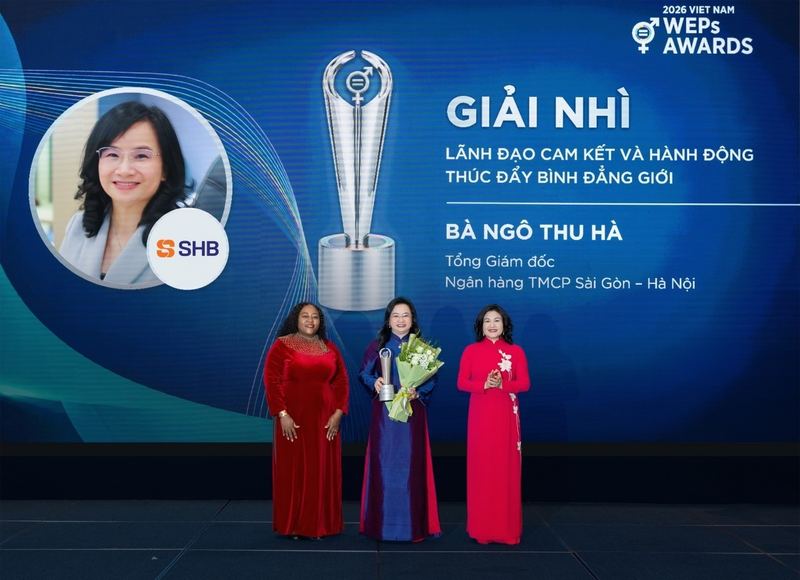 2026 VIET NAM
WEPs
AWARDS
GIẢI NHÌ
LÃNH ĐẠO CAM KẾT VÀ HÀNH ĐỘNG
THÚC ĐẨY BÌNH ĐẲNG GIỚI
SHB
BÀ NGÔ THU HÀ
Tổng Giám đốc
Ngân hàng TMCP Sài Gòn – Hà Nội